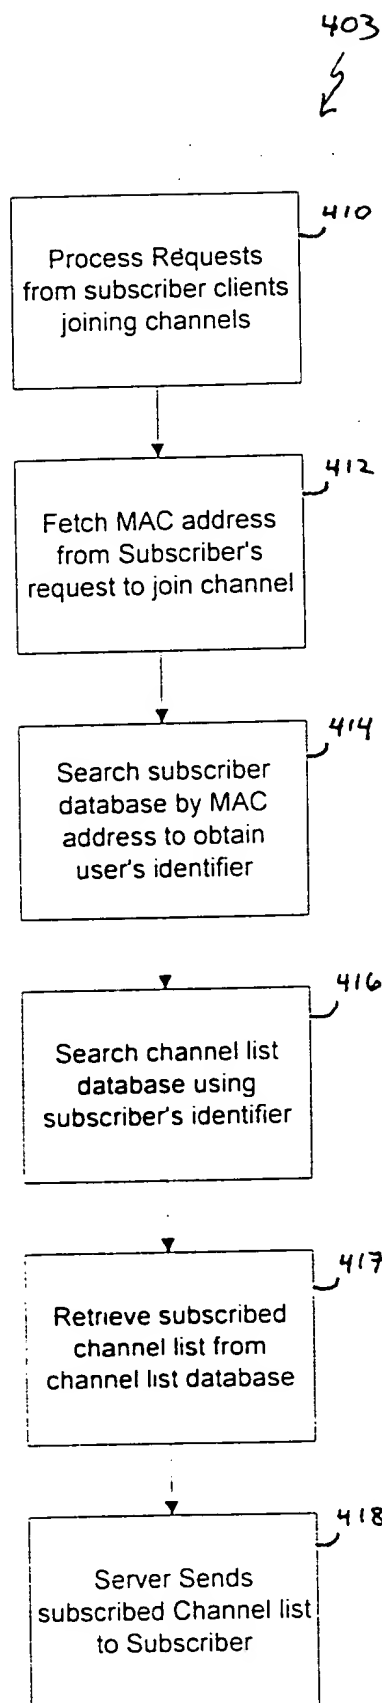 403
410
Process Requests
from subscriber clients
joining channels
412
Fetch MAC address
from Subscriber's
request to join channel
414
Search subscriber
database by MAC
address to obtain
user's identifier
416
Search channel list
database using
subscriber's identifier
417
Retrieve subscribed
channel list from
channel list database
418
Server Sends
subscribed Channel list
to Subscriber